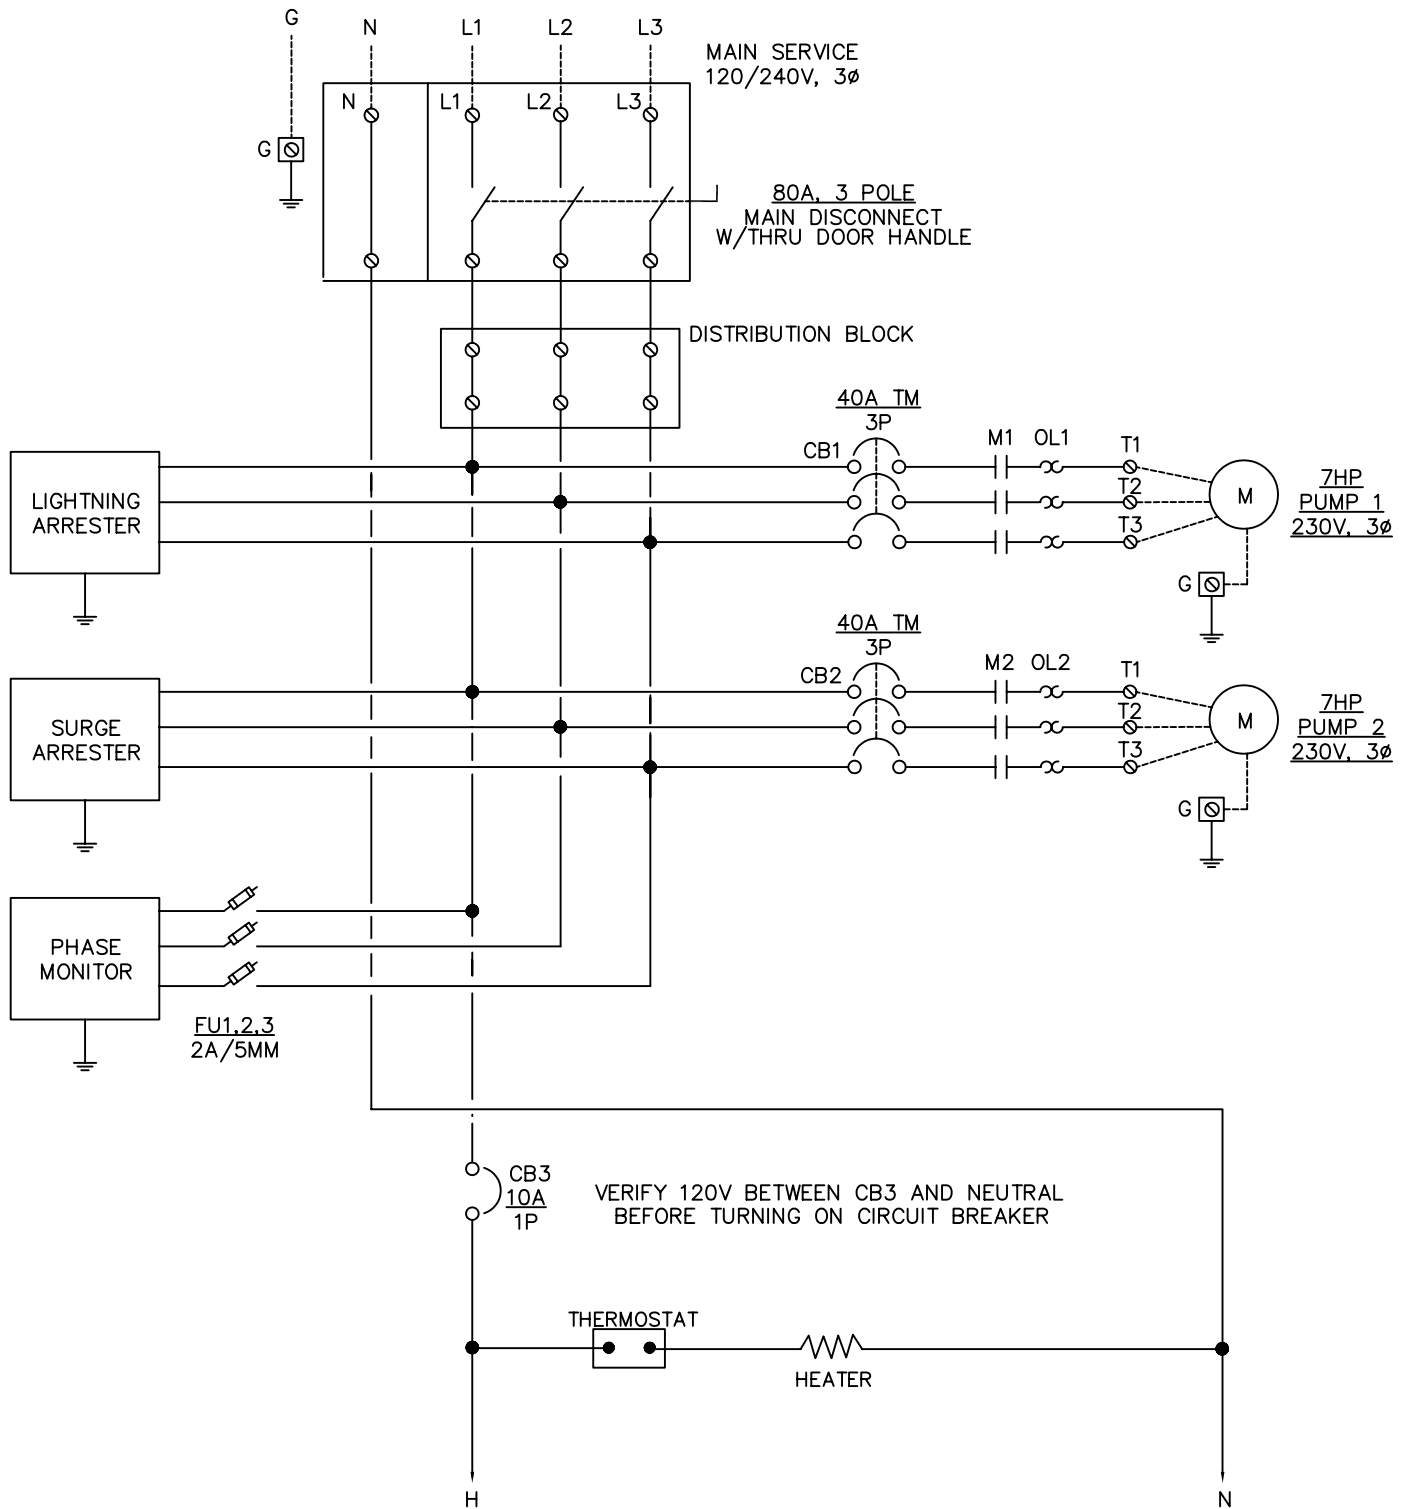 G
N
L1
L2
L3
MAIN SERVICE
120/240V, 3ø
N
L1
L2
L3
G
80A, 3 POLE
MAIN DISCONNECT
W/THRU DOOR HANDLE
DISTRIBUTION BLOCK
40A TM
3P
CB1
M1
OL1
T1
T2
T3
M
7HP
PUMP 1
230V, 3ø
G
LIGHTNING
ARRESTER
40A TM
3P
CB2
M2
OL2
T1
T2
T3
M
7HP
PUMP 2
230V, 3ø
G
SURGE
ARRESTER
PHASE
MONITOR
FU1,2,3
2A/5MM
CB3
10A
1P
VERIFY 120V BETWEEN CB3 AND NEUTRAL
BEFORE TURNING ON CIRCUIT BREAKER
THERMOSTAT
HEATER
H
N